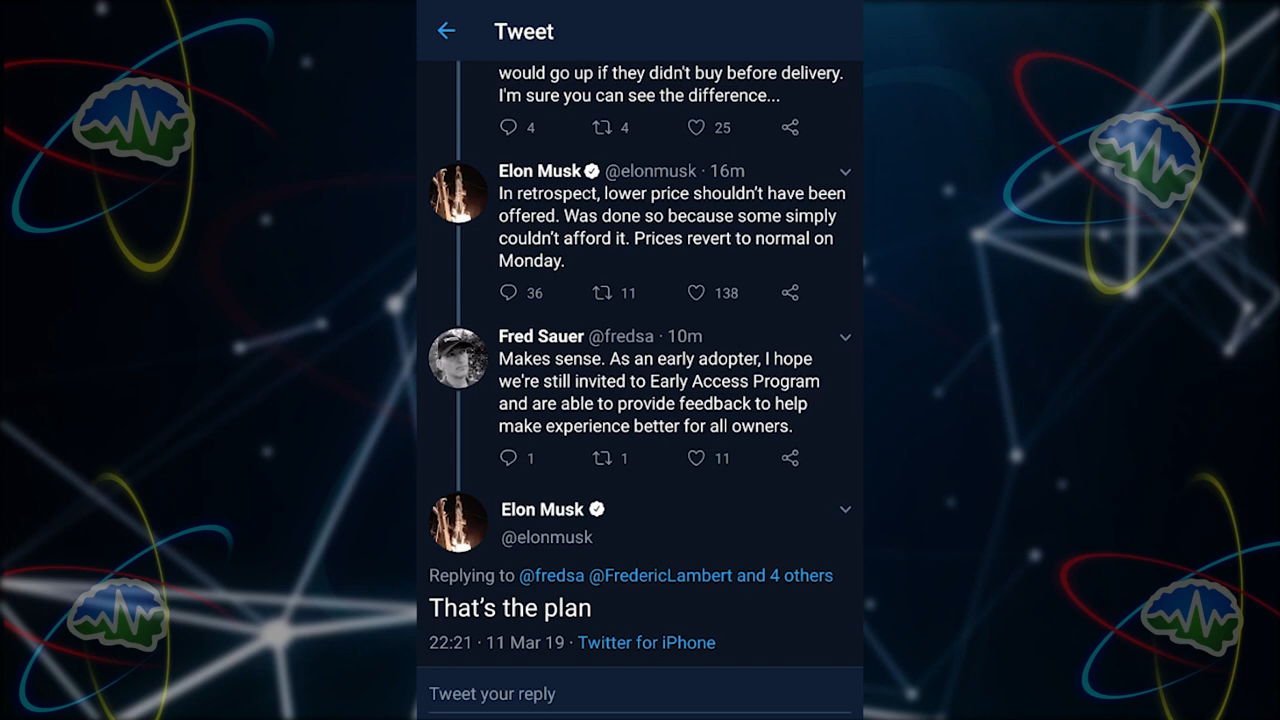 Tweet
would go up if they didn't buy before delivery.
I'm sure you can see the difference...
4 4 25
Elon Musk @elonmusk · 16m
In retrospect, lower price shouldn’t have been
offered. Was done so because some simply
couldn’t afford it. Prices revert to normal on
Monday.
36 11 138
Fred Sauer @fredsa · 10m
Makes sense. As an early adopter, I hope
we're still invited to Early Access Program
and are able to provide feedback to help
make experience better for all owners.
1 1 11
Elon Musk
@elonmusk
Replying to @fredsa @FredericLambert and 4 others
That’s the plan
22:21 · 11 Mar 19 · Twitter for iPhone
Tweet your reply